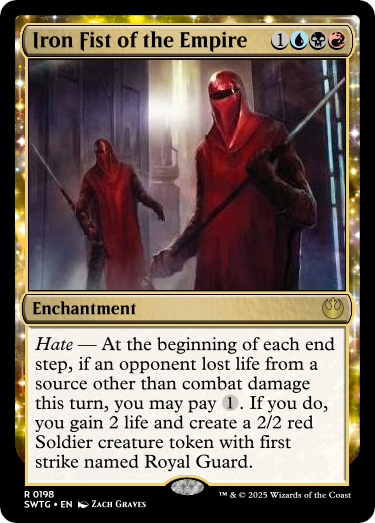 Iron Fist of the Empire 1
Enchantment
Hate — At the beginning of each end
step, if an opponent lost life from a
source other than combat damage
this turn, you may pay 1. If you do,
you gain 2 life and create a 2/2 red
Soldier creature token with first
strike named Royal Guard.
R 0198
SWTG • EN Zach Graves
™ & © 2025 Wizards of the Coast